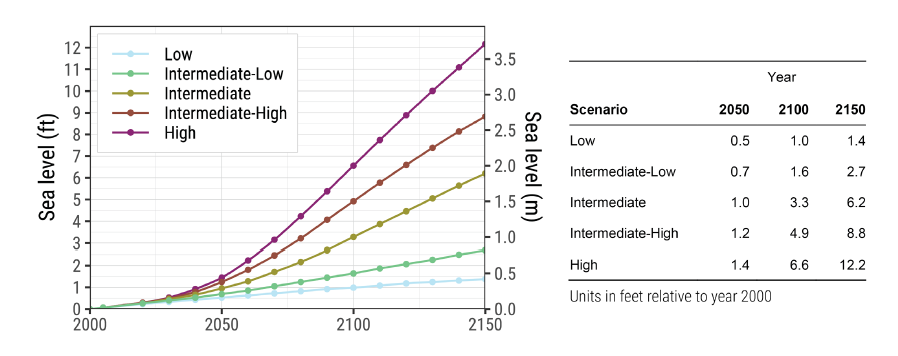 Sea level (ft)
12
11
10
9
8
7
6
5
4
3
2
1
0
Low
Intermediate-Low
Intermediate
Intermediate-High
High
2000
2050
2100
2150
3.5
3.0
2.5
2.0
1.5
1.0
0.5
0.0
Sea level (m)
Year
Scenario 2050 2100 2150
Low 0.5 1.0 1.4
Intermediate-Low 0.7 1.6 2.7
Intermediate 1.0 3.3 6.2
Intermediate-High 1.2 4.9 8.8
High 1.4 6.6 12.2
Units in feet relative to year 2000